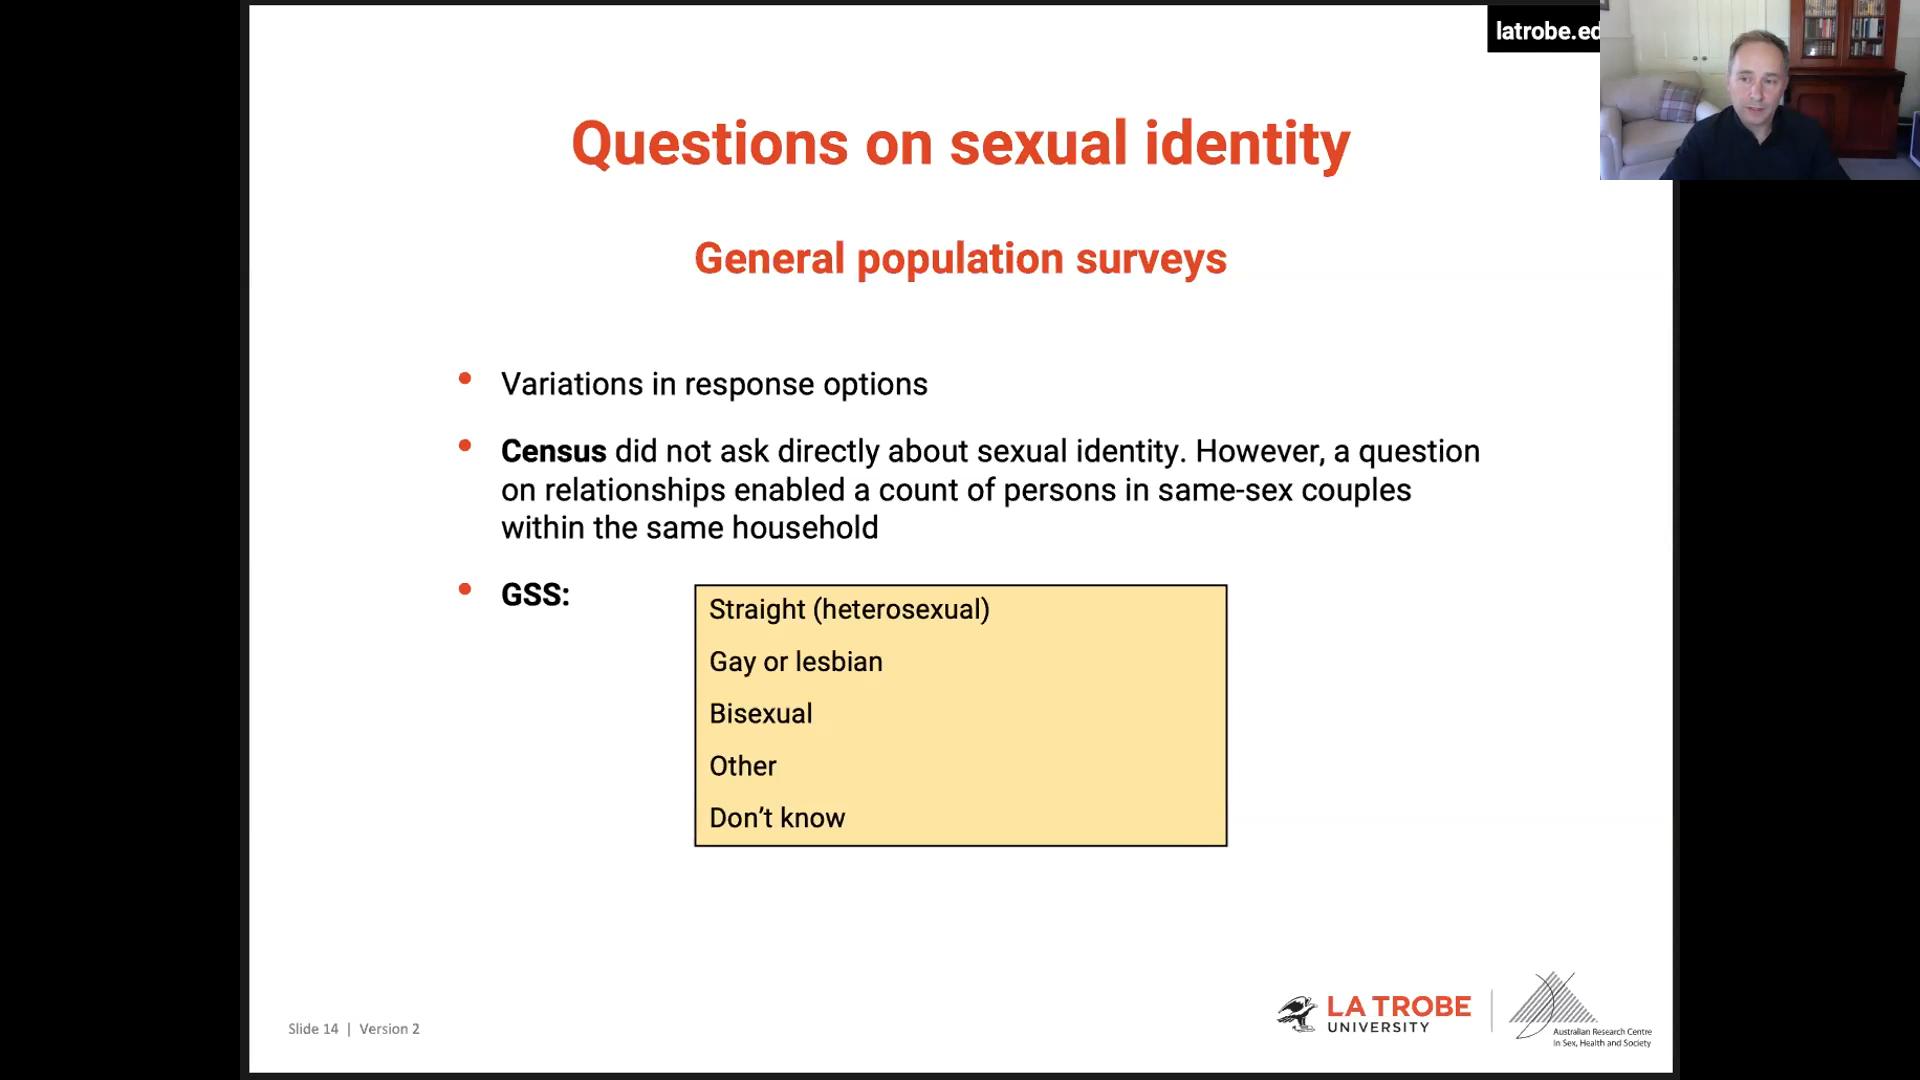 latrobe.ed
Questions on sexual identity
General population surveys
• Variations in response options
• Census did not ask directly about sexual identity. However, a question
on relationships enabled a count of persons in same-sex couples
within the same household
• GSS:
Straight (heterosexual)
Gay or lesbian
Bisexual
Other
Don’t know
Slide 14 | Version 2
LA TROBE
UNIVERSITY
Australian Research Centre
in Sex, Health and Society